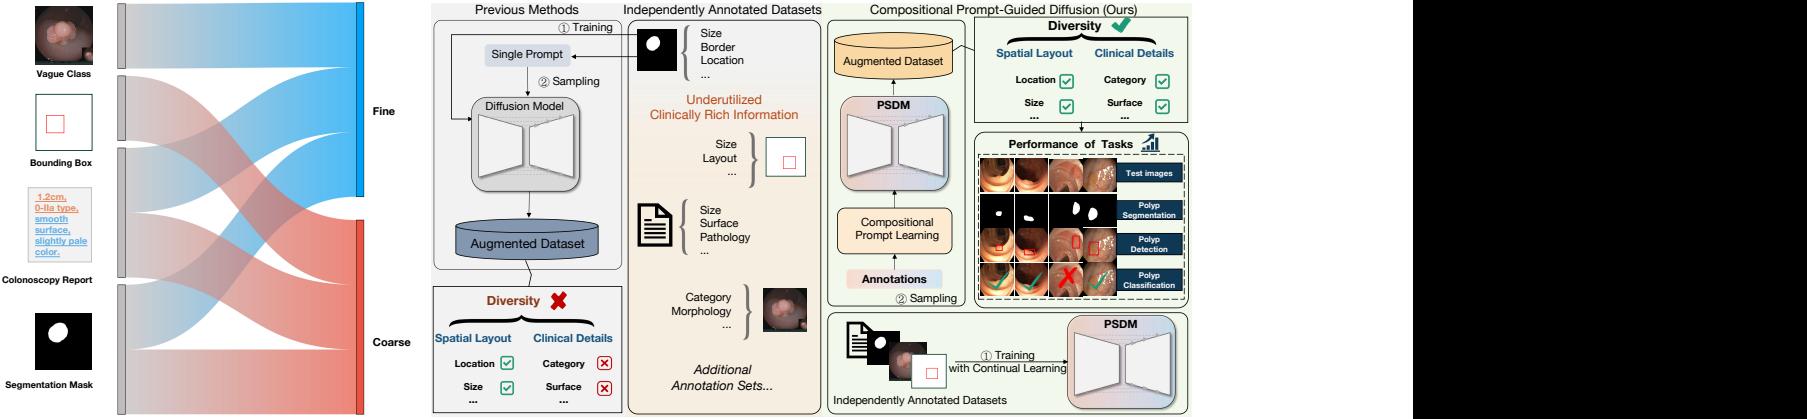 Vague Class
Bounding Box
1.2cm,
0-IIa type,
smooth
surface,
slightly pale
color.
Colonoscopy Report
Segmentation Mask
Fine
Coarse
Previous Methods
① Training
Single Prompt
② Sampling
Diffusion Model
Augmented Dataset
Diversity
Spatial Layout
Clinical Details
Location
Category
Size
Surface
...
...
Independently Annotated Datasets
Size
Border
Location
...
Underutilized
Clinically Rich Information
Size
Layout
...
Size
Surface
Pathology
...
Category
Morphology
...
Additional
Annotation Sets...
Compositional Prompt-Guided Diffusion (Ours)
Augmented Dataset
PSDM
Compositional
Prompt Learning
Annotations
② Sampling
Diversity
Spatial Layout
Clinical Details
Location
Category
Size
Surface
...
...
Performance of Tasks
Test images
Polyp
Segmentation
Polyp
Detection
Polyp
Classification
① Training
with Continual Learning
PSDM
Independently Annotated Datasets